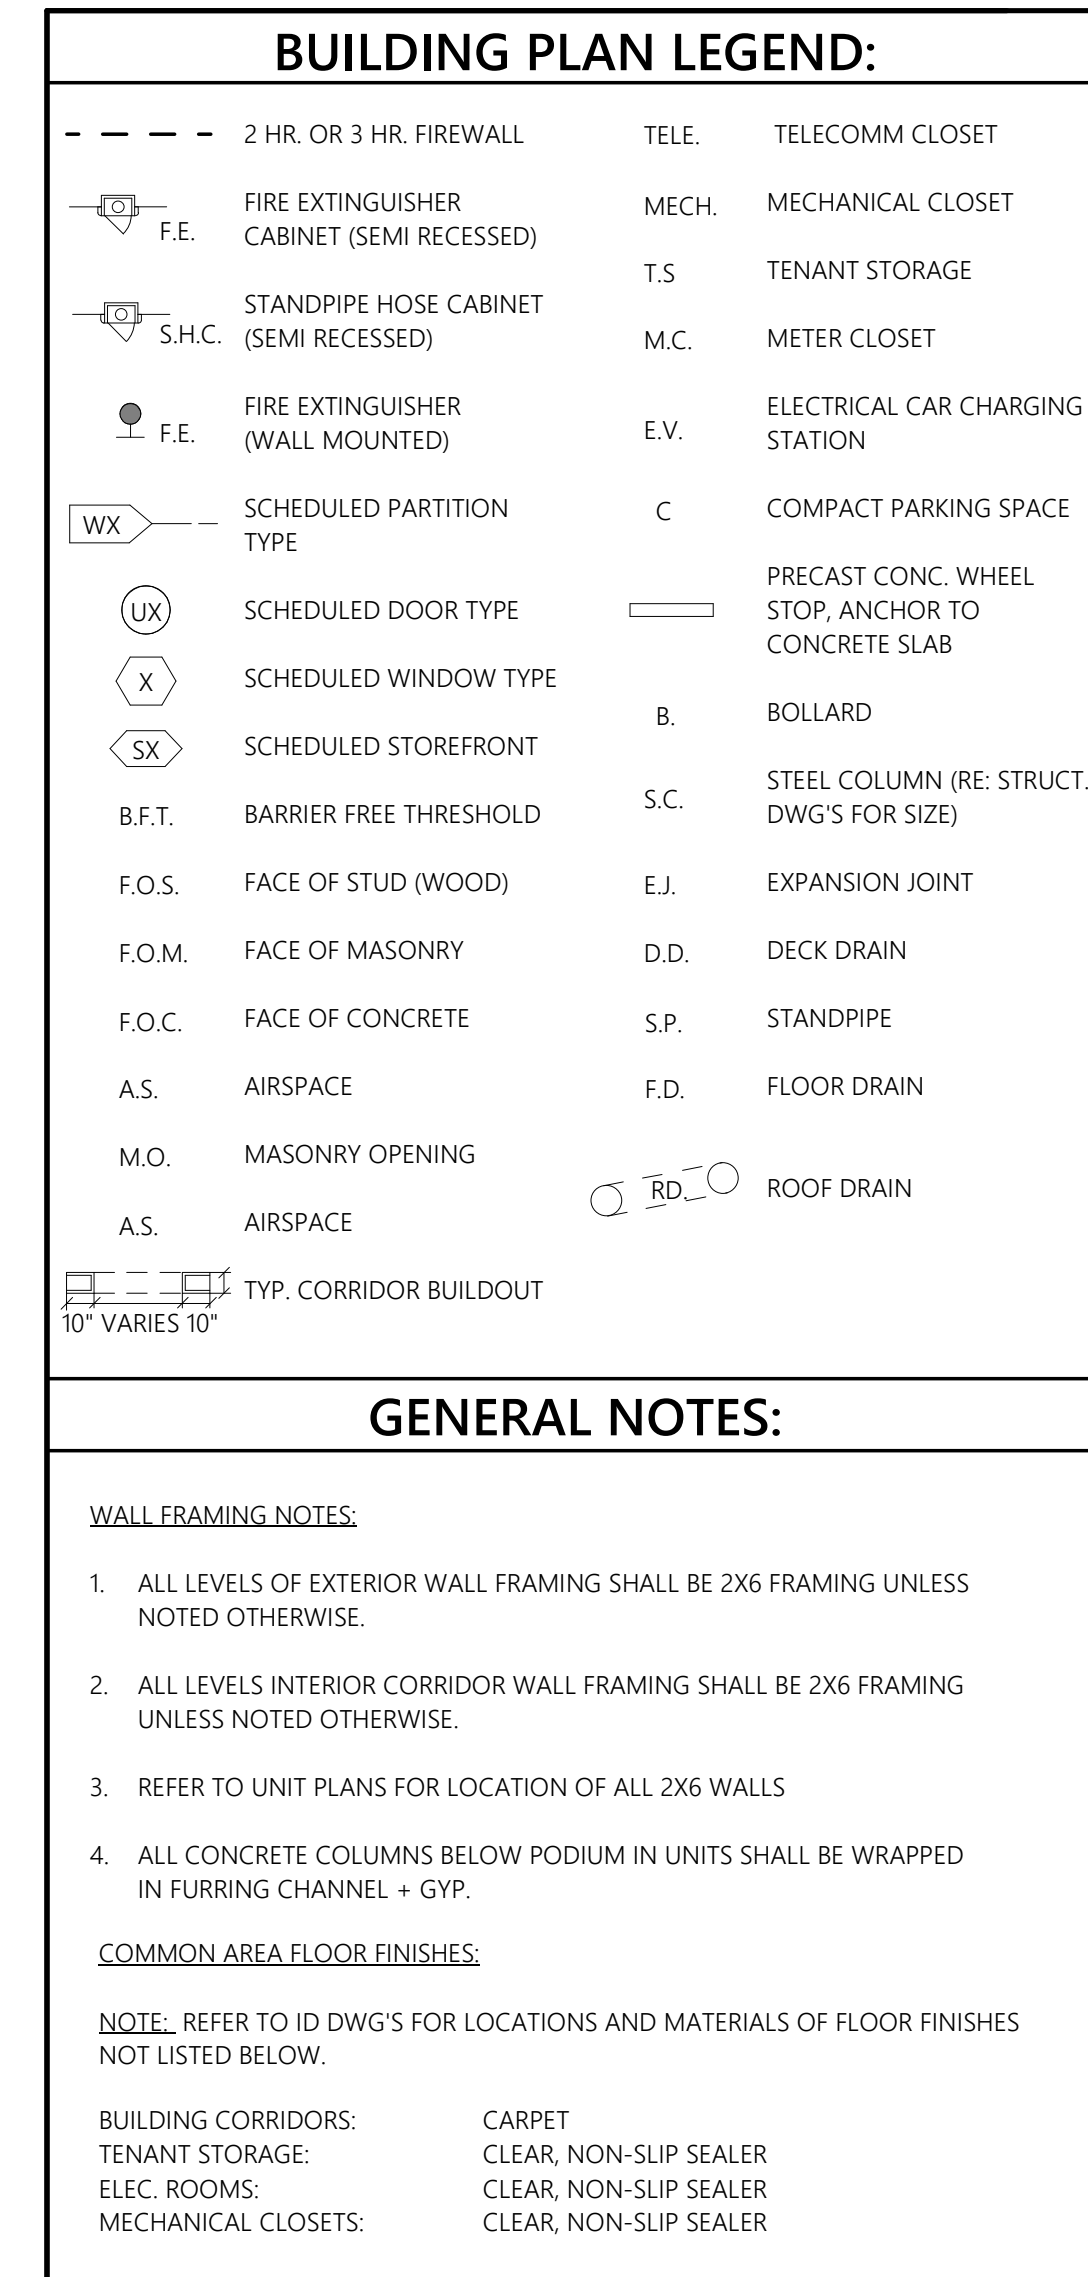 BUILDING PLAN LEGEND:
2 HR. OR 3 HR. FIREWALL
F.E.
FIRE EXTINGUISHER
CABINET (SEMI RECESSED)
S.H.C.
STANDPIPE HOSE CABINET
(SEMI RECESSED)
F.E.
FIRE EXTINGUISHER
(WALL MOUNTED)
WX
SCHEDULED PARTITION
TYPE
UX
SCHEDULED DOOR TYPE
X
SCHEDULED WINDOW TYPE
SX
SCHEDULED STOREFRONT
B.F.T.
BARRIER FREE THRESHOLD
F.O.S.
FACE OF STUD (WOOD)
F.O.M.
FACE OF MASONRY
F.O.C.
FACE OF CONCRETE
A.S.
AIRSPACE
M.O.
MASONRY OPENING
A.S.
AIRSPACE
10" VARIES 10"
TYP. CORRIDOR BUILDOUT
TELE.
TELECOMM CLOSET
MECH.
MECHANICAL CLOSET
T.S
TENANT STORAGE
M.C.
METER CLOSET
E.V.
ELECTRICAL CAR CHARGING
STATION
C
COMPACT PARKING SPACE
PRECAST CONC. WHEEL
STOP, ANCHOR TO
CONCRETE SLAB
B.
BOLLARD
S.C.
STEEL COLUMN (RE: STRUCT.
DWG'S FOR SIZE)
E.J.
EXPANSION JOINT
D.D.
DECK DRAIN
S.P.
STANDPIPE
F.D.
FLOOR DRAIN
RD.
ROOF DRAIN
GENERAL NOTES:
WALL FRAMING NOTES:
1. ALL LEVELS OF EXTERIOR WALL FRAMING SHALL BE 2X6 FRAMING UNLESS
NOTED OTHERWISE.
2. ALL LEVELS INTERIOR CORRIDOR WALL FRAMING SHALL BE 2X6 FRAMING
UNLESS NOTED OTHERWISE.
3. REFER TO UNIT PLANS FOR LOCATION OF ALL 2X6 WALLS
4. ALL CONCRETE COLUMNS BELOW PODIUM IN UNITS SHALL BE WRAPPED
IN FURRING CHANNEL + GYP.
COMMON AREA FLOOR FINISHES:
NOTE: REFER TO ID DWG'S FOR LOCATIONS AND MATERIALS OF FLOOR FINISHES
NOT LISTED BELOW.
BUILDING CORRIDORS: CARPET
TENANT STORAGE: CLEAR, NON-SLIP SEALER
ELEC. ROOMS: CLEAR, NON-SLIP SEALER
MECHANICAL CLOSETS: CLEAR, NON-SLIP SEALER